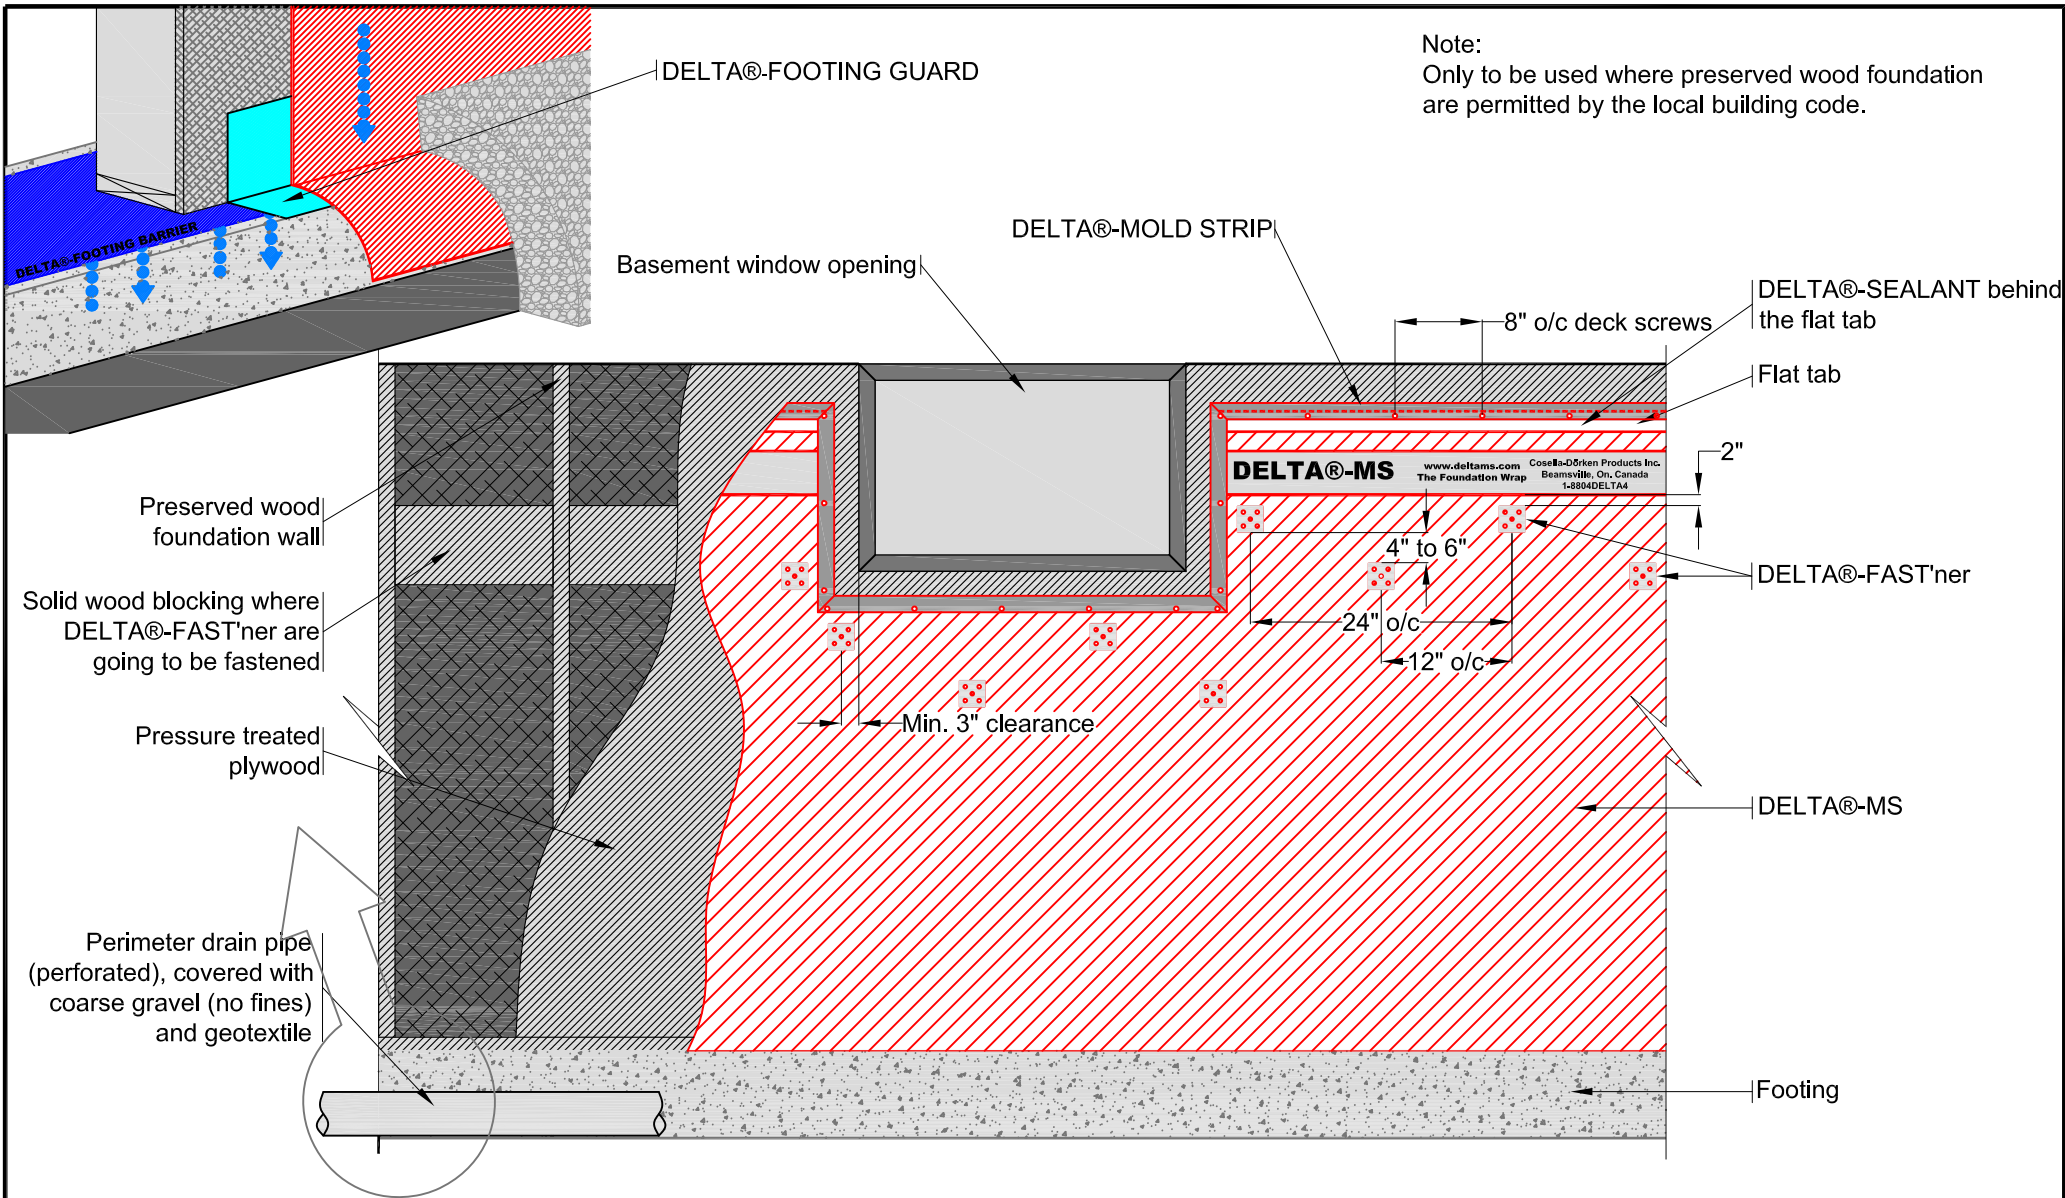 DELTA®-FOOTING GUARD
Note:
Only to be used where preserved wood foundation
are permitted by the local building code.
DELTA®-FOOTING BARRIER
DELTA®-MOLD STRIP
Basement window opening
DELTA®-SEALANT behind
the flat tab
8" o/c deck screws
Flat tab
2"
DELTA®-MS
www.deltams.com
The Foundation Wrap
Cosella-Dörken Products Inc.
Beamsville, On. Canada
1-8804DELTA4
Preserved wood
foundation wall
4" to 6"
DELTA®-FAST'ner
Solid wood blocking where
DELTA®-FAST'ner are
going to be fastened
24" o/c
12" o/c
Min. 3" clearance
Pressure treated
plywood
DELTA®-MS
Perimeter drain pipe
(perforated), covered with
coarse gravel (no fines)
and geotextile
Footing